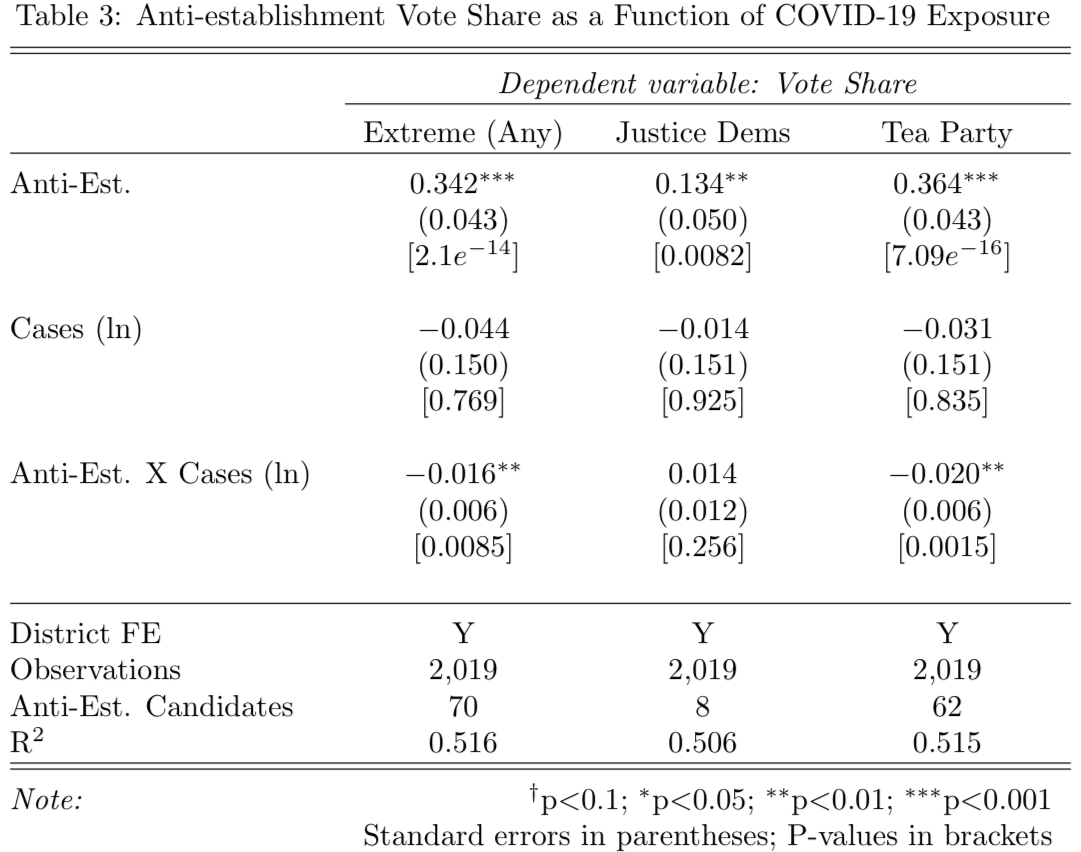 Table 3: Anti-establishment Vote Share as a Function of COVID-19 Exposure
Dependent variable: Vote Share
Extreme (Any) Justice Dems Tea Party
Anti-Est. 0.342*** 0.134** 0.364***
(0.043) (0.050) (0.043)
[2.1e⁻¹⁴] [0.0082] [7.09e⁻¹⁶]
Cases (ln) −0.044 −0.014 −0.031
(0.150) (0.151) (0.151)
[0.769] [0.925] [0.835]
Anti-Est. X Cases (ln) −0.016** 0.014 −0.020**
(0.006) (0.012) (0.006)
[0.0085] [0.256] [0.0015]
District FE Y Y Y
Observations 2,019 2,019 2,019
Anti-Est. Candidates 70 8 62
R² 0.516 0.506 0.515
Note: †p<0.1; *p<0.05; **p<0.01; ***p<0.001
Standard errors in parentheses; P-values in brackets